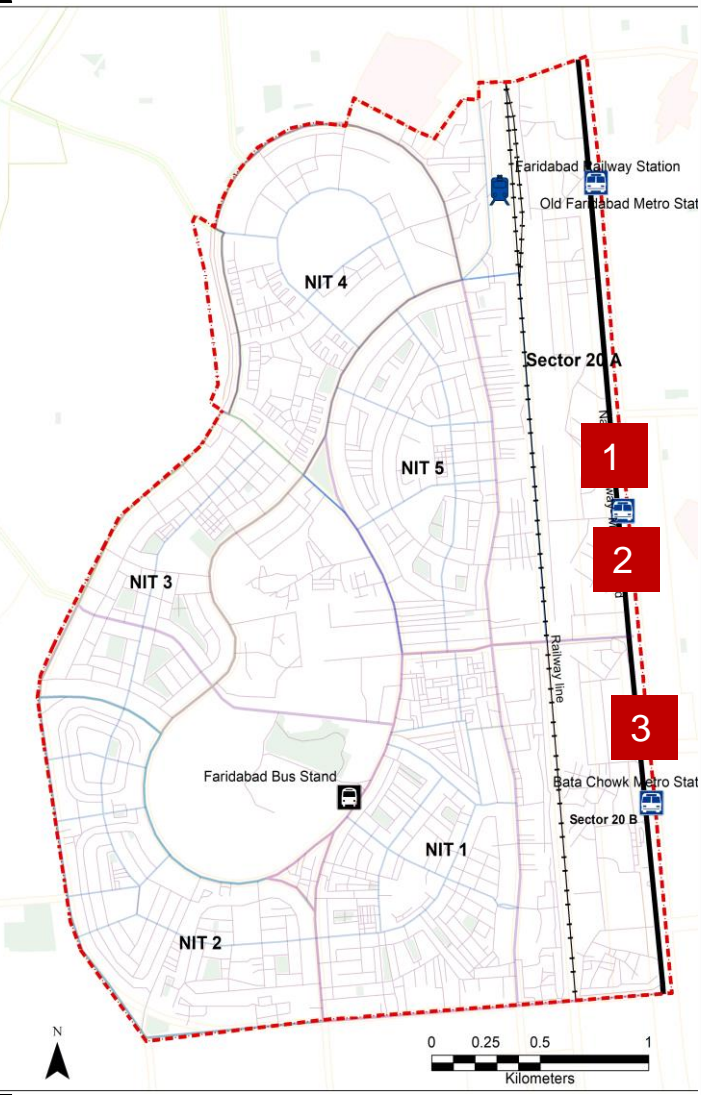 Faridabad Railway Station
Old Faridabad Metro Stat
NIT 4
Sector 20 A
1
NIT 5
2
NIT 3
Railway line
3
Faridabad Bus Stand
Bata Chowk Metro Stat
Sector 20 B
NIT 1
NIT 2
N
0 0.25 0.5 1
Kilometers